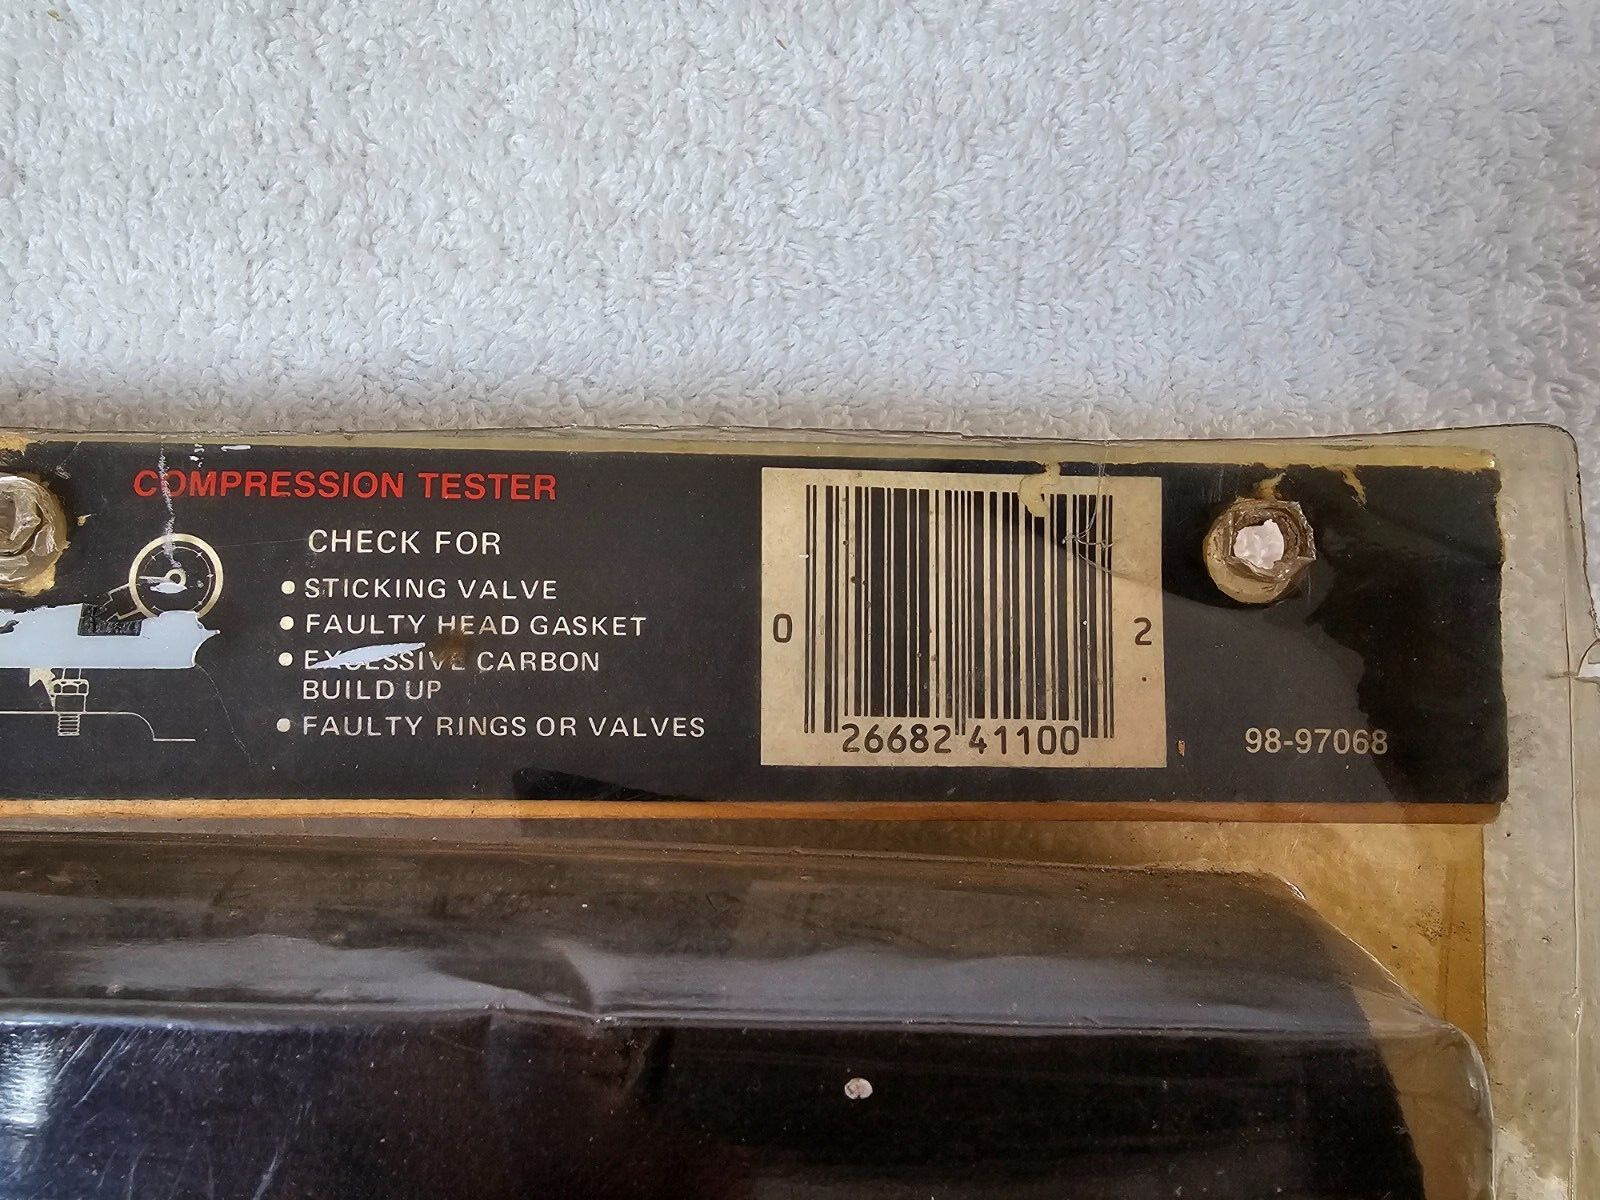 COMPRESSION TESTER
CHECK FOR
• STICKING VALVE
• FAULTY HEAD GASKET
• EXCESSIVE CARBON
BUILD UP
• FAULTY RINGS OR VALVES
0 26682 41100 2
98-97068